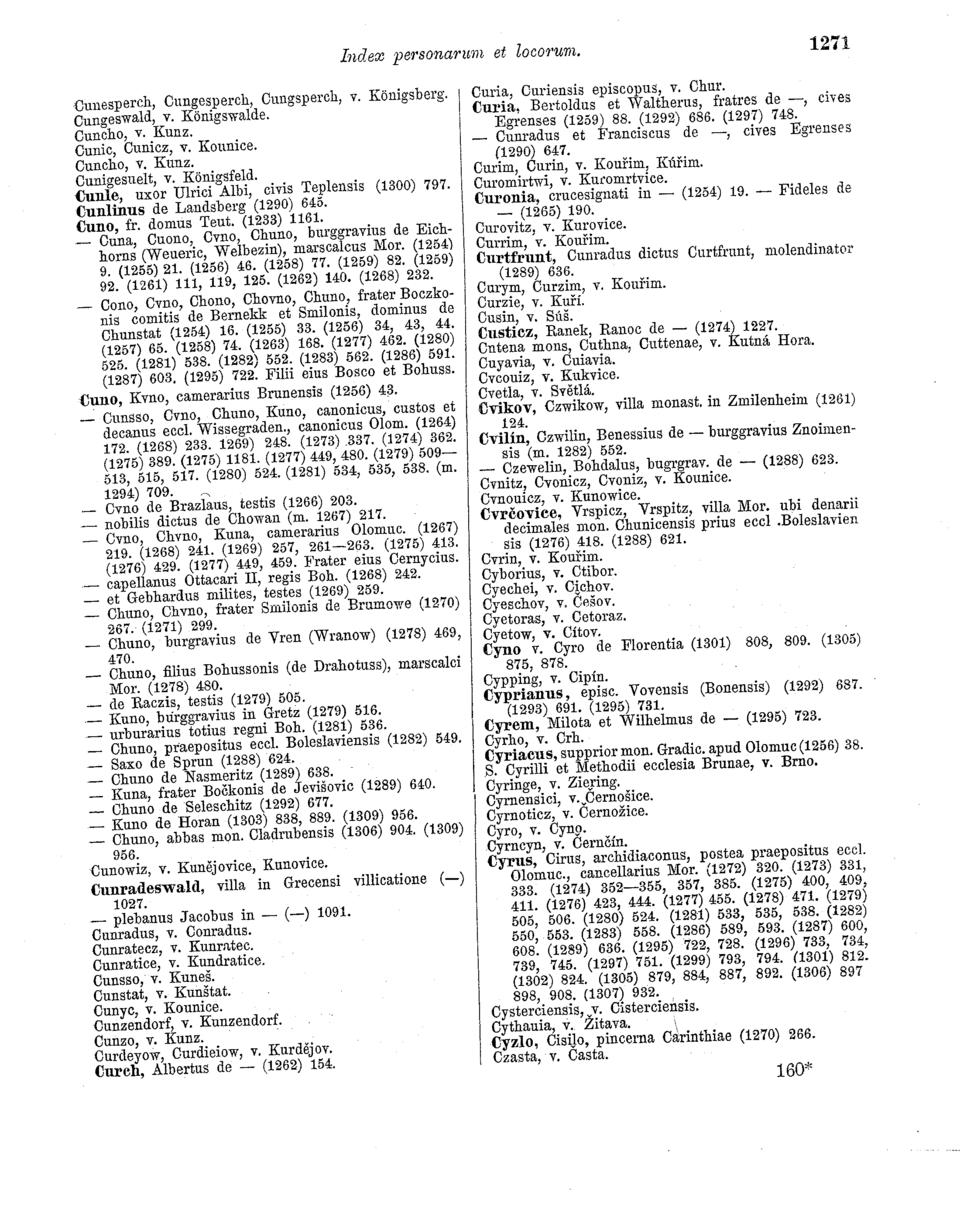 Index personarum et locorum.
1271
Cunesperch, Cungesperch, Cungsperch, v. Königsberg.
Cungeswald, v. Königswalde.
Cuncho, v. Kunz.
Cunic, Cunicz, v. Kounice.
Cuncho, v. Kunz.
Cunigesuelt, v. Königsfeld.
Cunle, uxor Ulrici Albi, civis Teplensis (1300) 797.
Cunlinus de Landsberg (1290) 645.
Cuno, fr. domus Teut. (1233) 1161.
— Cuna, Cuono, Cvno, Chuno, burggravius de Eich-
horns (Weueric, Welbezin), marscalcus Mor. (1254)
9. (1255) 21. (1256) 46. (1258) 77. (1259) 82. (1259)
92. (1261) 111, 119, 125. (1262) 140. (1268) 232.
— Cono, Cvno, Chono, Chovno, Chuno, frater Boczko-
nis comitis de Bernekk et Smilonis, dominus de
Chunstat (1254) 16. (1255) 33. (1256) 34, 43, 44.
(1257) 65. (1258) 74. (1263) 168. (1277) 462. (1280)
525. (1281) 538. (1282) 552. (1283) 562. (1286) 591.
(1287) 603. (1295) 722. Filii eius Bosco et Bohuss.
Cuno, Kvno, camerarius Brunensis (1256) 43.
— Cunsso, Cvno, Chuno, Kuno, canonicus, custos et
decanus eccl. Wissegraden., canonicus Olom. (1264)
172. (1268) 233. 1269) 248. (1273) 337. (1274) 362.
(1275) 389. (1275) 1181. (1277) 449, 480. (1279) 509—
513, 515, 517. (1280) 524. (1281) 534, 535, 538. (m.
1294) 709.
— Cvno de Brazlaus, testis (1266) 203.
— nobilis dictus de Chowan (m. 1267) 217.
— Cvno, Chvno, Kuna, camerarius Olomuc. (1267)
219. (1268) 241. (1269) 257, 261—263. (1275) 413.
(1276) 429. (1277) 449, 459. Frater eius Cernycius.
— capellanus Ottacari II, regis Boh. (1268) 242.
— et Gebhardus milites, testes (1269) 259.
— Chuno, Chvno, frater Smilonis de Brumowe (1270)
267. (1271) 299.
— Chuno, burgravius de Vren (Wranow) (1278) 469,
470.
— Chuno, filius Bohussonis (de Drahotuss), marscalci
Mor. (1278) 480.
— de Raczis, testis (1279) 505.
— Kuno, burggravius in Gretz (1279) 516.
— urburarius totius regni Boh. (1281) 536.
— Chuno, praepositus eccl. Boleslaviensis (1282) 549.
— Saxo de Sprun (1288) 624.
— Chuno de Nasmeritz (1289) 638.
— Kuna, frater Bočkonis de Jevišovic (1289) 640.
— Chuno de Seleschitz (1292) 677.
— Kuno de Horan (1303) 838, 889. (1309) 956.
— Chuno, abbas mon. Cladrubensis (1306) 904. (1309)
956.
Cunowiz, v. Kunějovice, Kunovice.
Cunradeswald, villa in Grecensi villicatione (—)
1027.
— plebanus Jacobus in — (—) 1091.
Cunradus, v. Conradus.
Cunratecz, v. Kunratec.
Cunratice, v. Kundratice.
Cunsso, v. Kuneš.
Cunstat, v. Kunštat.
Cunyc, v. Kounice.
Cunzendorf, v. Kunzendorf.
Cunzo, v. Kunz.
Curdeyow, Curdieiow, v. Kurdějov.
Curch, Albertus de — (1262) 154.
Curia, Curiensis episcopus, v. Chur.
Curia, Bertoldus et Waltherus, fratres de —, cives
Egrenses (1259) 88. (1292) 686. (1297) 748.
— Cunradus et Franciscus de —, cives Egrenses
(1290) 647.
Curim, Curin, v. Kouřim, Kúřim.
Curomirtwi, v. Kuromrtvice.
Curonia, crucesignati in — (1254) 19. — Fideles de
— (1265) 190.
Curovitz, v. Kurovice.
Currim, v. Kouřim.
Curtfrunt, Cunradus dictus Curtfrunt, molendinator
(1289) 636.
Curym, Curzim, v. Kouřim.
Curzie, v. Kuří.
Cusin, v. Súš.
Custicz, Ranek, Ranoc de — (1274) 1227.
Cutena mons, Cuthna, Cuttenae, v. Kutná Hora.
Cuyavia, v. Cuiavia.
Cvcouiz, v. Kukvice.
Cvetla, v. Světlá.
Cvikov, Czwikow, villa monast. in Zmilenheim (1261)
124.
Cvilín, Czwilin, Benessius de — burggravius Znoimen-
sis (m. 1282) 552.
— Czewelin, Bohdalus, bugrgrav. de — (1288) 623.
Cvnitz, Cvonicz, Cvoniz, v. Kounice.
Cvnouicz, v. Kunowice.
Cvrčovice, Vrspicz, Vrspitz, villa Mor. ubi denarii
decimales mon. Chunicensis prius eccl .Boleslavien
sis (1276) 418. (1288) 621.
Cvrin, v. Kouřim.
Cyborius, v. Ctibor.
Cyechei, v. Cichov.
Cyeschov, v. Češov.
Cyetoras, v. Cetoraz.
Cyetow, v. Cítov.
Cyno v. Cyro de Florentia (1301) 808, 809. (1305)
875, 878.
Cypping, v. Cipín.
Cyprianus, episc. Vovensis (Bonensis) (1292) 687.
(1293) 691. (1295) 731.
Cyrem, Milota et Wilhelmus de — (1295) 723.
Cyrho, v. Crh.
Cyriacus, supprior mon. Gradic. apud Olomuc (1256) 38.
S. Cyrilli et Methodii ecclesia Brunae, v. Brno.
Cyringe, v. Ziering.
Cyrnensici, v. Černošice.
Cyrnoticz, v. Černožice.
Cyro, v. Cyno.
Cyrncyn, v. Černčín.
Cyrus, Cirus, archidiaconus, postea praepositus eccl.
Olomuc., cancellarius Mor. (1272) 320. (1273) 331,
333. (1274) 352—355, 357, 385. (1275) 400, 409,
411. (1276) 423, 444. (1277) 455. (1278) 471. (1279)
505, 506. (1280) 524. (1281) 533, 535, 538. (1282)
550, 553. (1283) 558. (1286) 589, 593. (1287) 600,
608. (1289) 636. (1295) 722, 728. (1296) 733, 734,
739, 745. (1297) 751. (1299) 793, 794. (1301) 812.
(1302) 824. (1305) 879, 884, 887, 892. (1306) 897
898, 908. (1307) 932.
Cysterciensis, v. Cisterciensis.
Cythauia, v. Žitava.
Cyzlo, Cisilo, pincerna Carinthiae (1270) 266.
Czasta, v. Časta.
160*